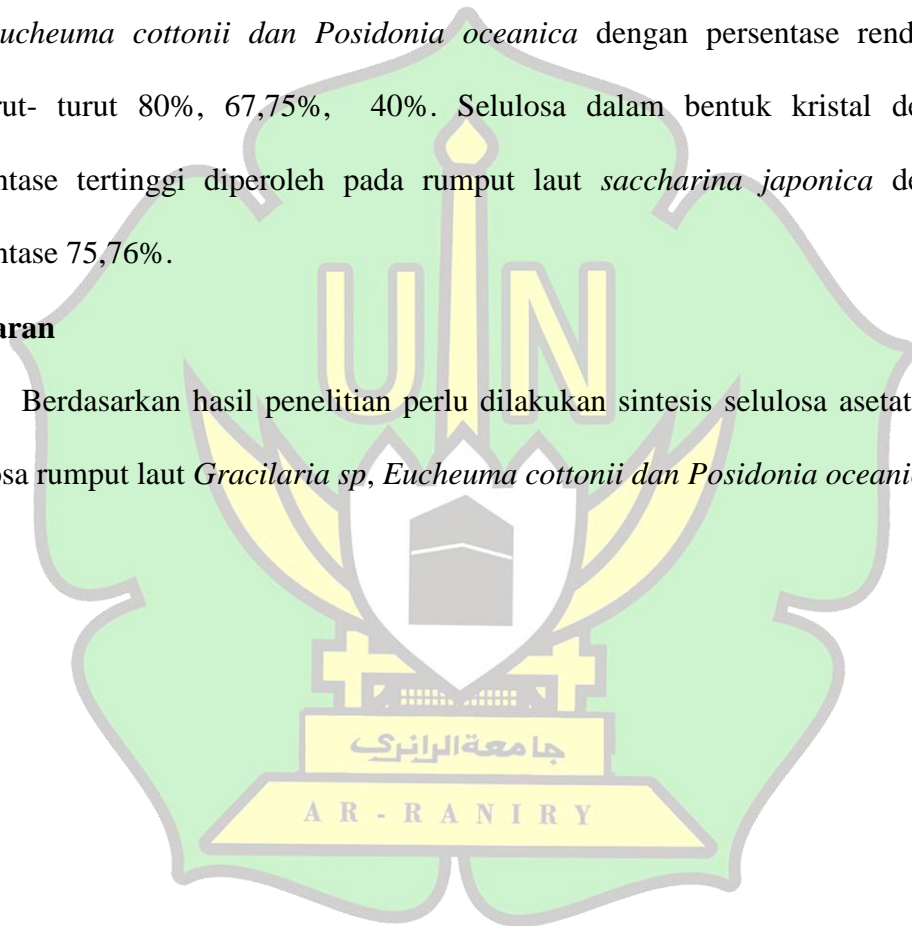 Eucheuma cottonii dan Posidonia oceanica dengan persentase rend
rut- turut 80%, 67,75%, 40%. Selulosa dalam bentuk kristal de
ntase tertinggi diperoleh pada rumput laut saccharina japonica de
ntase 75,76%.
aran
Berdasarkan hasil penelitian perlu dilakukan sintesis selulosa asetat
osa rumput laut Gracilaria sp, Eucheuma cottonii dan Posidonia oceani
UIN
جامعة الرانري
AR-RANIRY